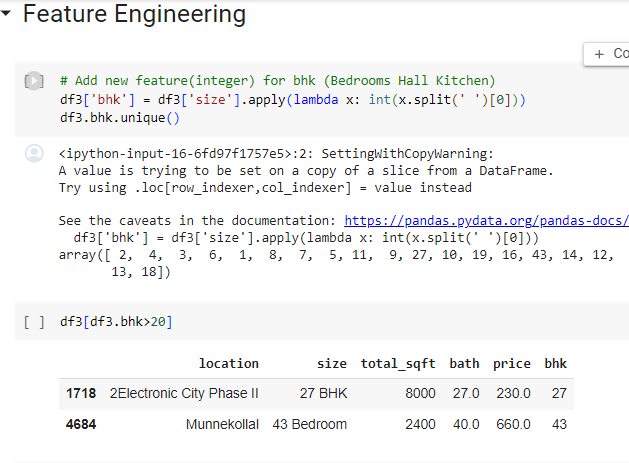 Feature Engineering
+ Co
# Add new feature(integer) for bhk (Bedrooms Hall Kitchen)
df3['bhk'] = df3['size'].apply(lambda x: int(x.split(' ')[0]))
df3.bhk.unique()
<ipython-input-16-6fd97f1757e5>:2: SettingWithCopyWarning:
A value is trying to be set on a copy of a slice from a DataFrame.
Try using .loc[row_indexer,col_indexer] = value instead
See the caveats in the documentation: https://pandas.pydata.org/pandas-docs/
df3['bhk'] = df3['size'].apply(lambda x: int(x.split(' ')[0]))
array([ 2,  4,  3,  6,  1,  8,  7,  5, 11,  9, 27, 10, 19, 16, 43, 14, 12,
13, 18])
[ ] df3[df3.bhk>20]
location size total_sqft bath price bhk
1718 2Electronic City Phase II 27 BHK 8000 27.0 230.0 27
4684 Munnekollal 43 Bedroom 2400 40.0 660.0 43